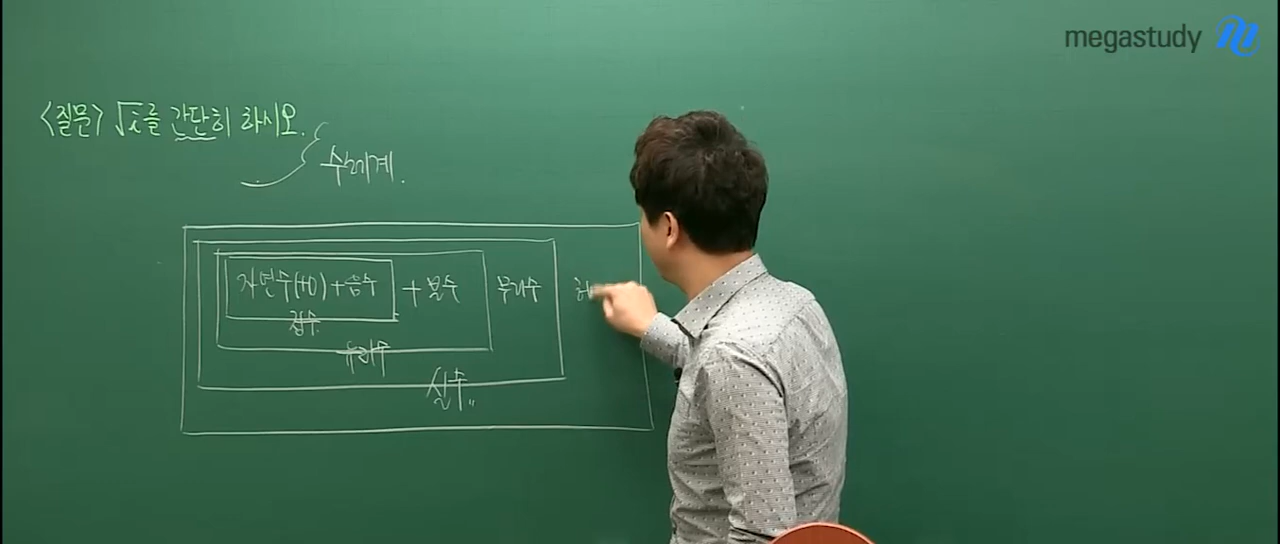 megastudy
<질문> √i를 간단히 하시오.
수체계.
자연수(+0)+음수 + 분수 무리수 허
정수
유리수
실수